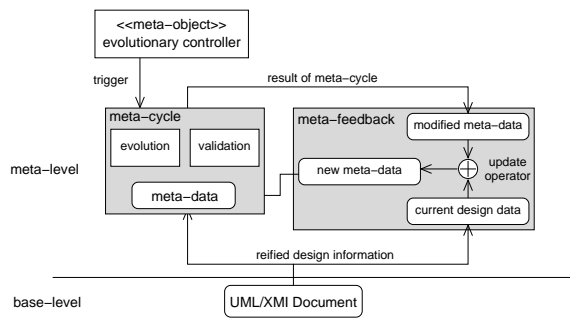 <<meta-object>>
evolutionary controller
trigger
result of meta-cycle
meta-cycle
evolution
validation
meta-data
meta-feedback
modified meta-data
new meta-data
update
operator
current design data
meta-level
reified design information
base-level
UML/XMI Document